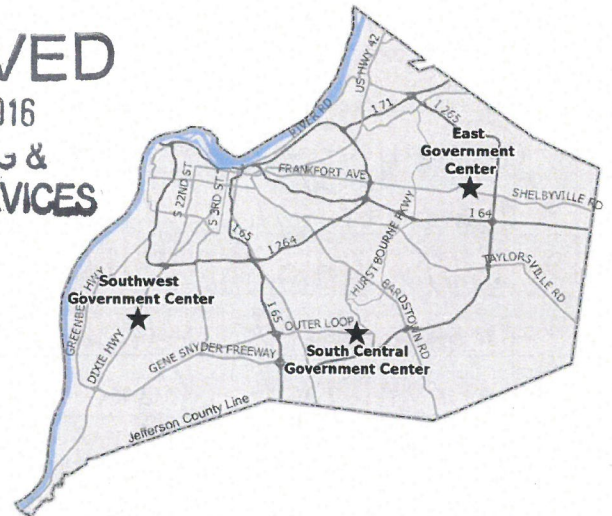 VED
016
G &
VICES
US HWY 42
RIVER RD
I 71
I 265
East
Government
Center
FRANKFORT AVE
SHELBYVILLE RD
S 22ND ST
S 3RD ST
I 64
I 65
I 264
HURST BOURNE PKWY
TAYLORSVILLE RD
BARDSTOWN RD
GREENBELT HWY
Southwest
Government Center
DIXIE HWY
I 65
OUTER LOOP
GENE SNYDER FREEWAY
South Central
Government Center
Jefferson County Line